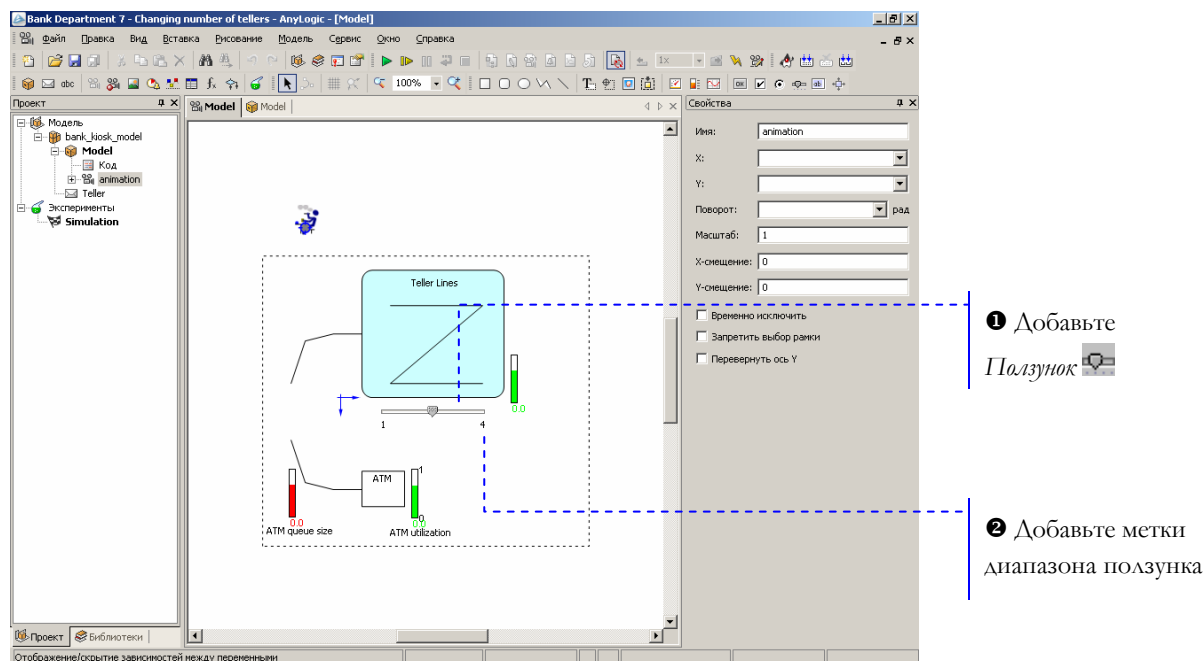 Bank Department 7 - Changing number of tellers - AnyLogic - [Model]
Файл Правка Вид Вставка Рисование Модель Сервис Окно Справка
1x
abc
100%
Проект
Model
Model
Свойства
Модель
bank_kiosk_model
Model
Код
animation
Teller
Эксперименты
Simulation
Teller Lines
0.0
1
4
ATM
1
0
0.0
0.0
ATM queue size
ATM utilization
Имя: animation
X:
Y:
Поворот: рад
Масштаб: 1
X-смещение: 0
Y-смещение: 0
Временно исключить
Запретить выбор рамки
Перевернуть ось Y
❶ Добавьте
Ползунок
❷ Добавьте метки
диапазона ползунка
Проект Библиотеки
Отображение/скрытие зависимостей между переменными